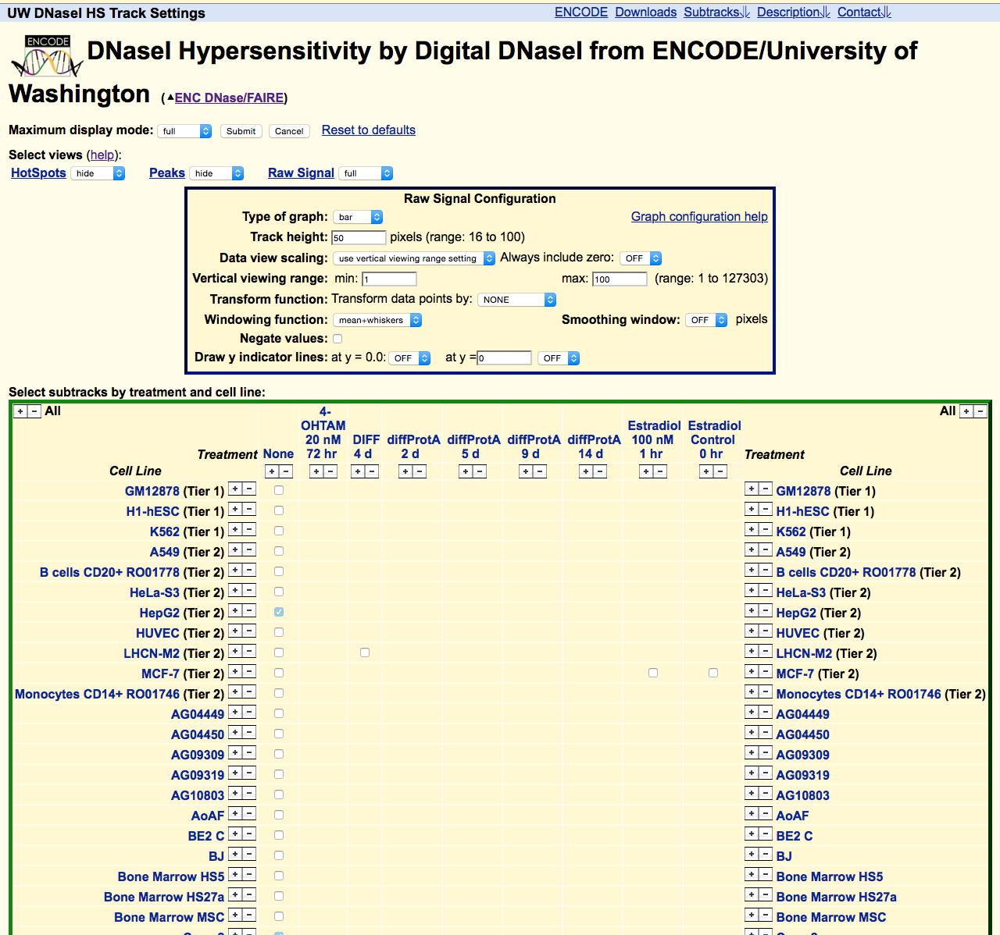 UW DNaseI HS Track Settings ENCODE Downloads Subtracks Description Contact
ENCODE
DNaseI Hypersensitivity by Digital DNaseI from ENCODE/University of
Washington (▲ENC DNase/FAIRE)
Maximum display mode: full Submit Cancel Reset to defaults
Select views (help):
HotSpots hide Peaks hide Raw Signal full
Raw Signal Configuration
Type of graph: bar Graph configuration help
Track height: 50 pixels (range: 16 to 100)
Data view scaling: use vertical viewing range setting Always include zero: OFF
Vertical viewing range: min: 1 max: 100 (range: 1 to 127303)
Transform function: Transform data points by: NONE
Windowing function: mean+whiskers Smoothing window: OFF pixels
Negate values:
Draw y indicator lines: at y = 0.0: OFF at y = 0 OFF
Select subtracks by treatment and cell line:
+ - All 4- All + -
OHTAM Estradiol Estradiol
20 nM DIFF diffProtA diffProtA diffProtA diffProtA 100 nM Control
Treatment None 72 hr 4 d 2 d 5 d 9 d 14 d 1 hr 0 hr Treatment
Cell Line + - + - + - + - + - + - + - + - + - Cell Line
GM12878 (Tier 1) + - + - GM12878 (Tier 1)
H1-hESC (Tier 1) + - + - H1-hESC (Tier 1)
K562 (Tier 1) + - + - K562 (Tier 1)
A549 (Tier 2) + - + - A549 (Tier 2)
B cells CD20+ RO01778 (Tier 2) + - + - B cells CD20+ RO01778 (Tier 2)
HeLa-S3 (Tier 2) + - + - HeLa-S3 (Tier 2)
HepG2 (Tier 2) + - + - HepG2 (Tier 2)
HUVEC (Tier 2) + - + - HUVEC (Tier 2)
LHCN-M2 (Tier 2) + - + - LHCN-M2 (Tier 2)
MCF-7 (Tier 2) + - + - MCF-7 (Tier 2)
Monocytes CD14+ RO01746 (Tier 2) + - + - Monocytes CD14+ RO01746 (Tier 2)
AG04449 + - + - AG04449
AG04450 + - + - AG04450
AG09309 + - + - AG09309
AG09319 + - + - AG09319
AG10803 + - + - AG10803
AoAF + - + - AoAF
BE2 C + - + - BE2 C
BJ + - + - BJ
Bone Marrow HS5 + - + - Bone Marrow HS5
Bone Marrow HS27a + - + - Bone Marrow HS27a
Bone Marrow MSC + - + - Bone Marrow MSC